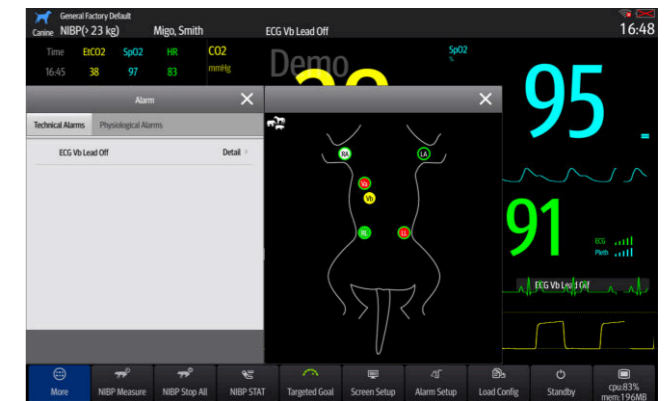 General Factory Default
Canine NIBP(> 23 kg) Migo, Smith ECG Vb Lead Off 16:48
Time EtCO2 SpO2 HR CO2
16:45 38 97 83 mmHg
Demo
SpO2
%
95
Alarm
Technical Alarms Physiological Alarms
ECG Vb Lead Off Detail
RA LA
Va
Vb
RL LL
91
ECG
Pleth
ECG Vb Lead Off
More NIBP Measure NIBP Stop All NIBP STAT Targeted Goal Screen Setup Alarm Setup Load Config Standby cpu:83%
mem:196MB